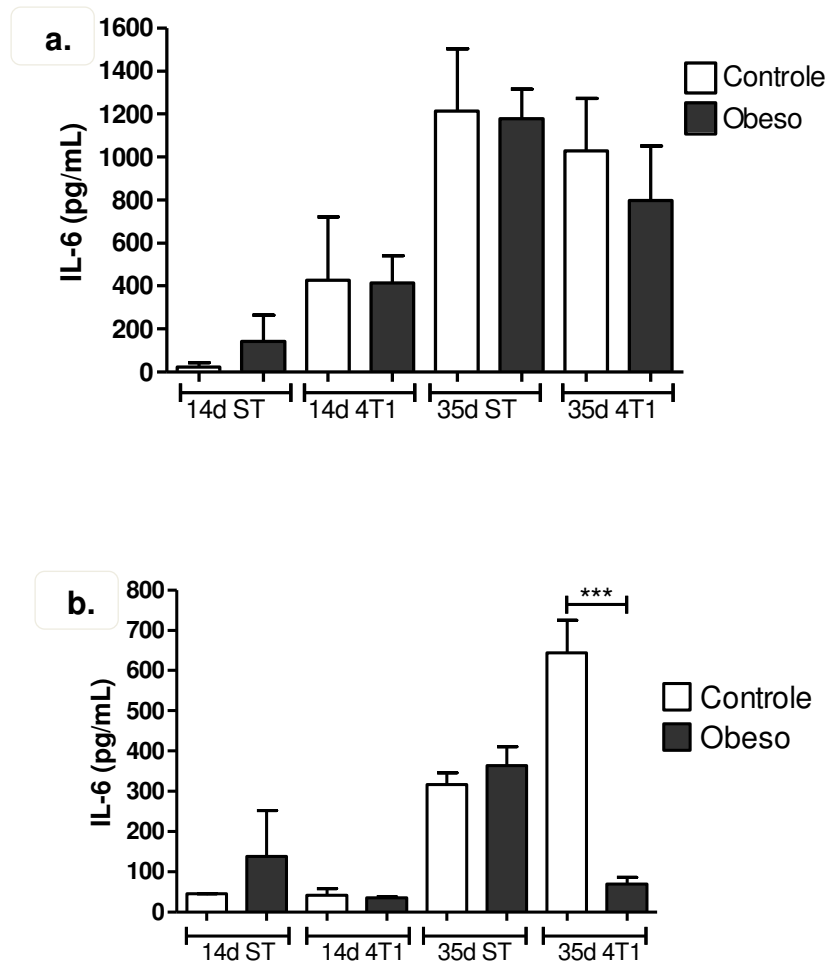 a.
IL-6 (pg/mL)
1600
1400
1200
1000
800
600
400
200
0
14d ST 14d 4T1 35d ST 35d 4T1
Controle
Obeso
b.
IL-6 (pg/mL)
800
700
600
500
400
300
200
100
0
***
14d ST 14d 4T1 35d ST 35d 4T1
Controle
Obeso